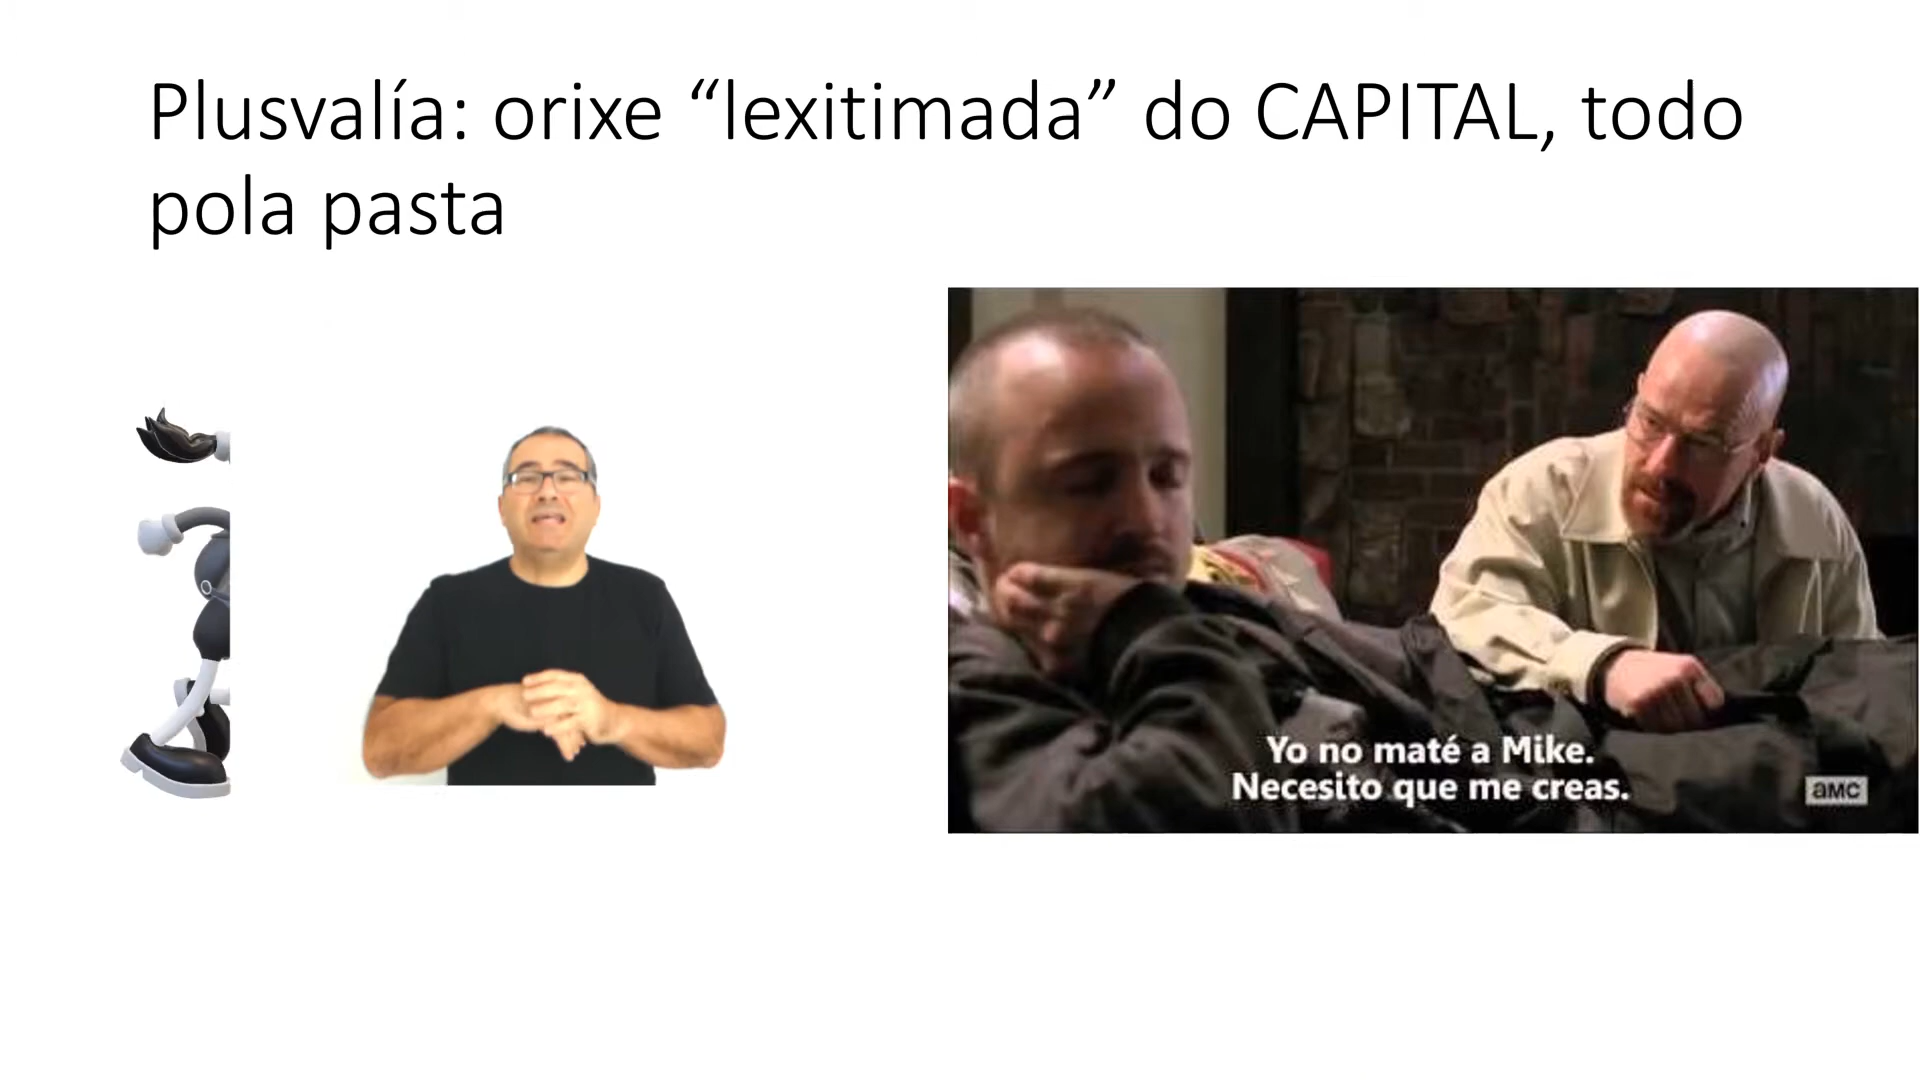 Plusvalía: orixe “lexitimada” do CAPITAL, todo
pola pasta
Yo no maté a Mike.
Necesito que me creas.
aMC